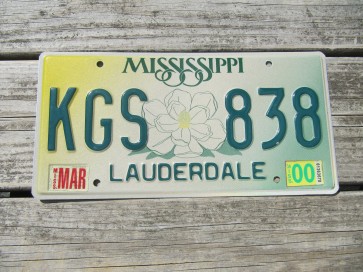 MISSISSIPPI
KGS 838
MAR 00
LAUDERDALE